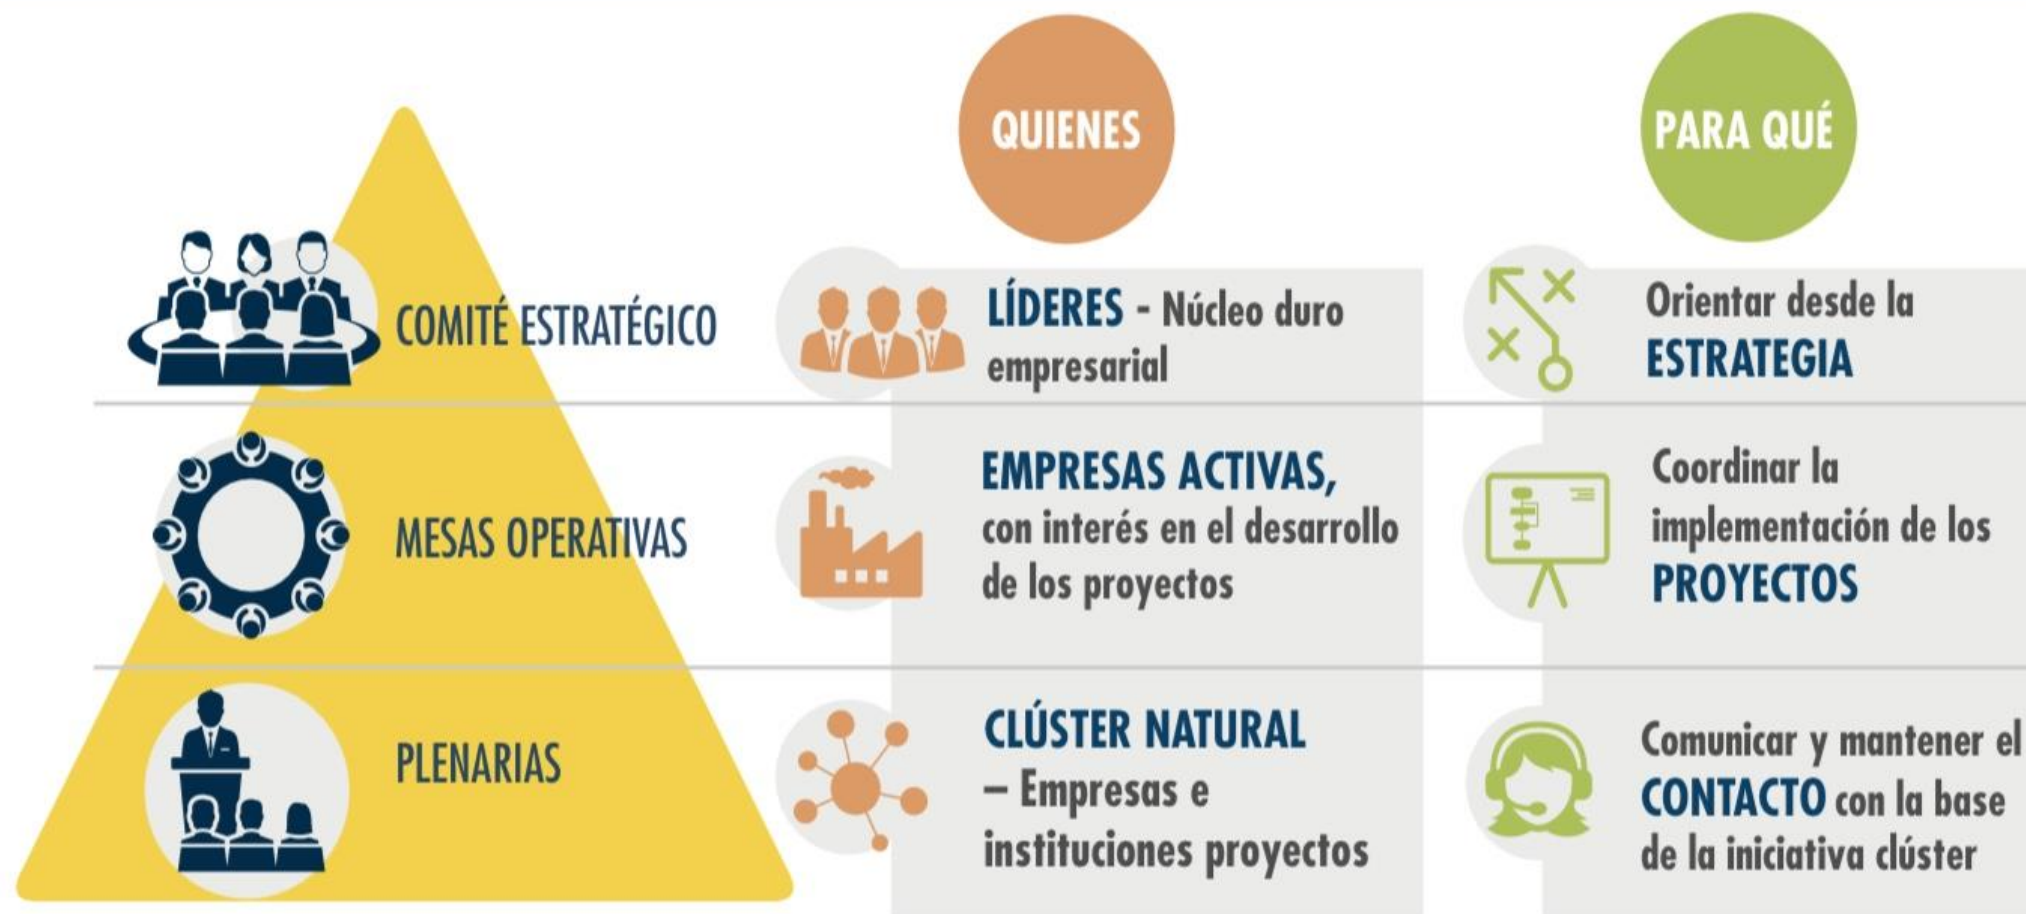 QUIENES
PARA QUÉ
COMITÉ ESTRATÉGICO
LÍDERES - Núcleo duro
empresarial
Orientar desde la
ESTRATEGIA
MESAS OPERATIVAS
EMPRESAS ACTIVAS,
con interés en el desarrollo
de los proyectos
Coordinar la
implementación de los
PROYECTOS
PLENARIAS
CLÚSTER NATURAL
– Empresas e
instituciones proyectos
Comunicar y mantener el
CONTACTO con la base
de la iniciativa clúster